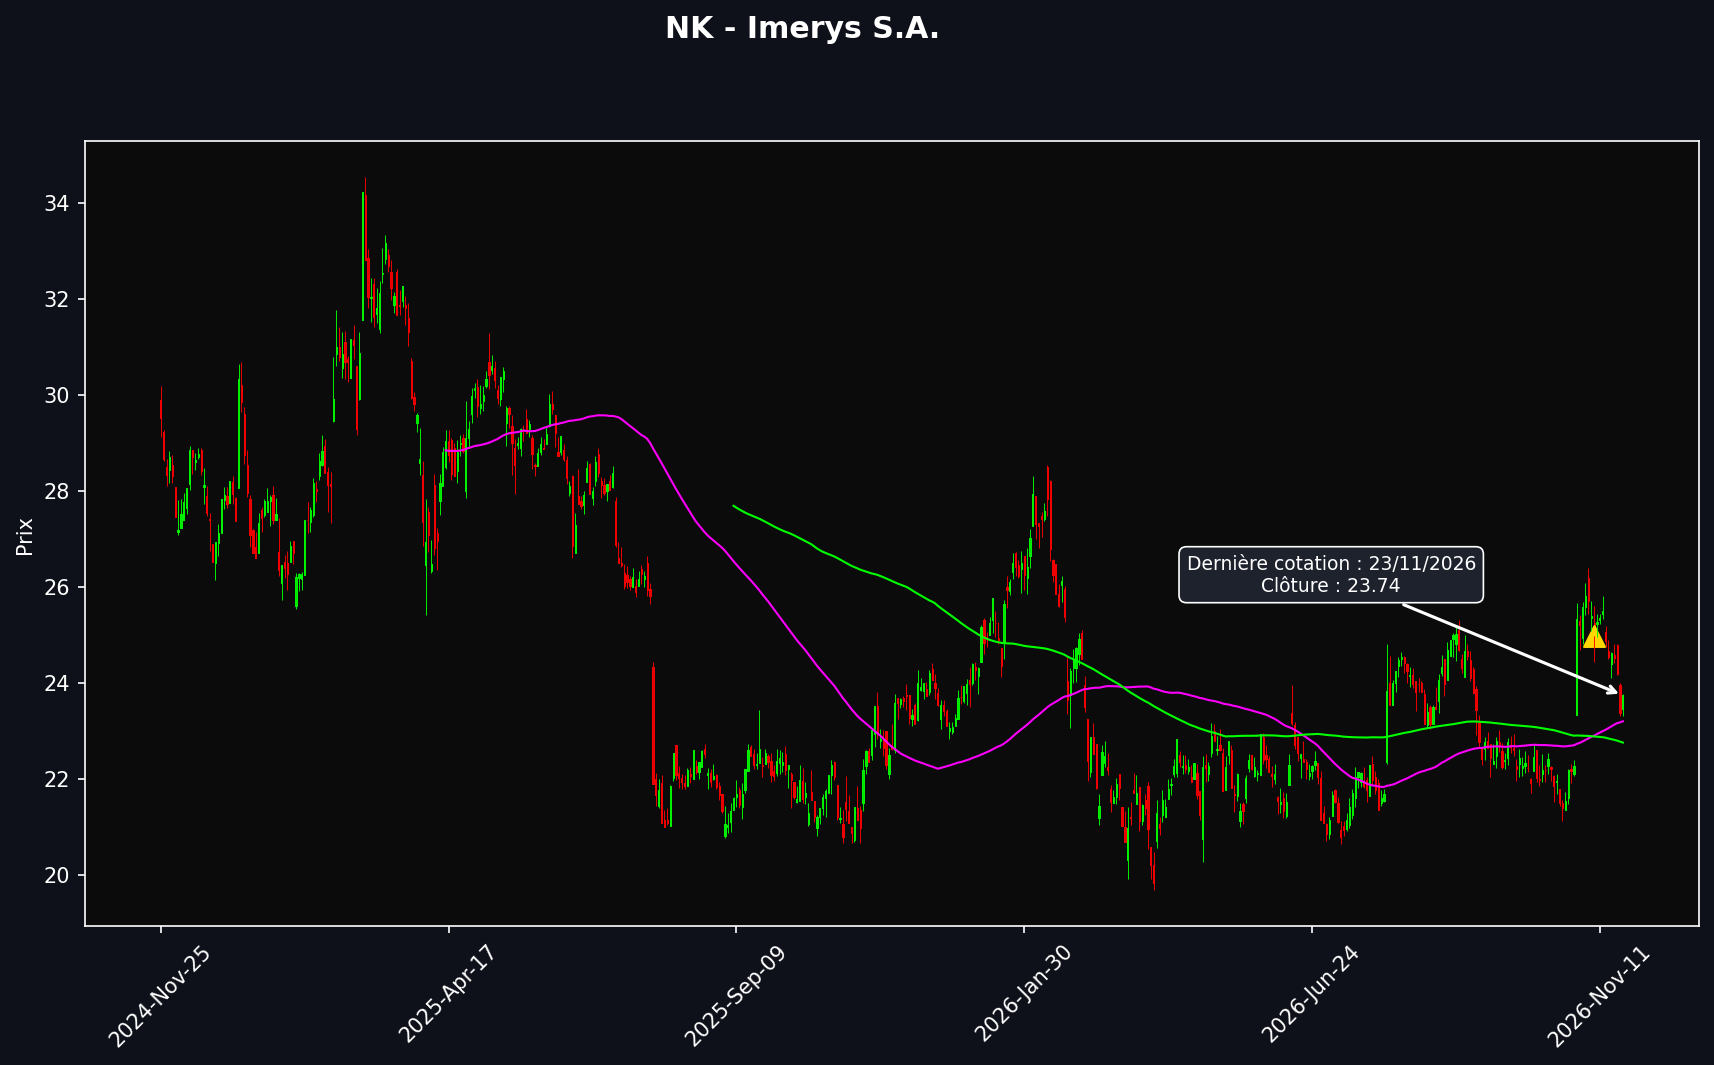 NK - Imerys S.A.
Prix
34
32
30
28
26
24
22
20
Dernière cotation : 23/11/2026
Clôture : 23.74
2024-Nov-25
2025-Apr-17
2025-Sep-09
2026-Jan-30
2026-Jun-24
2026-Nov-11